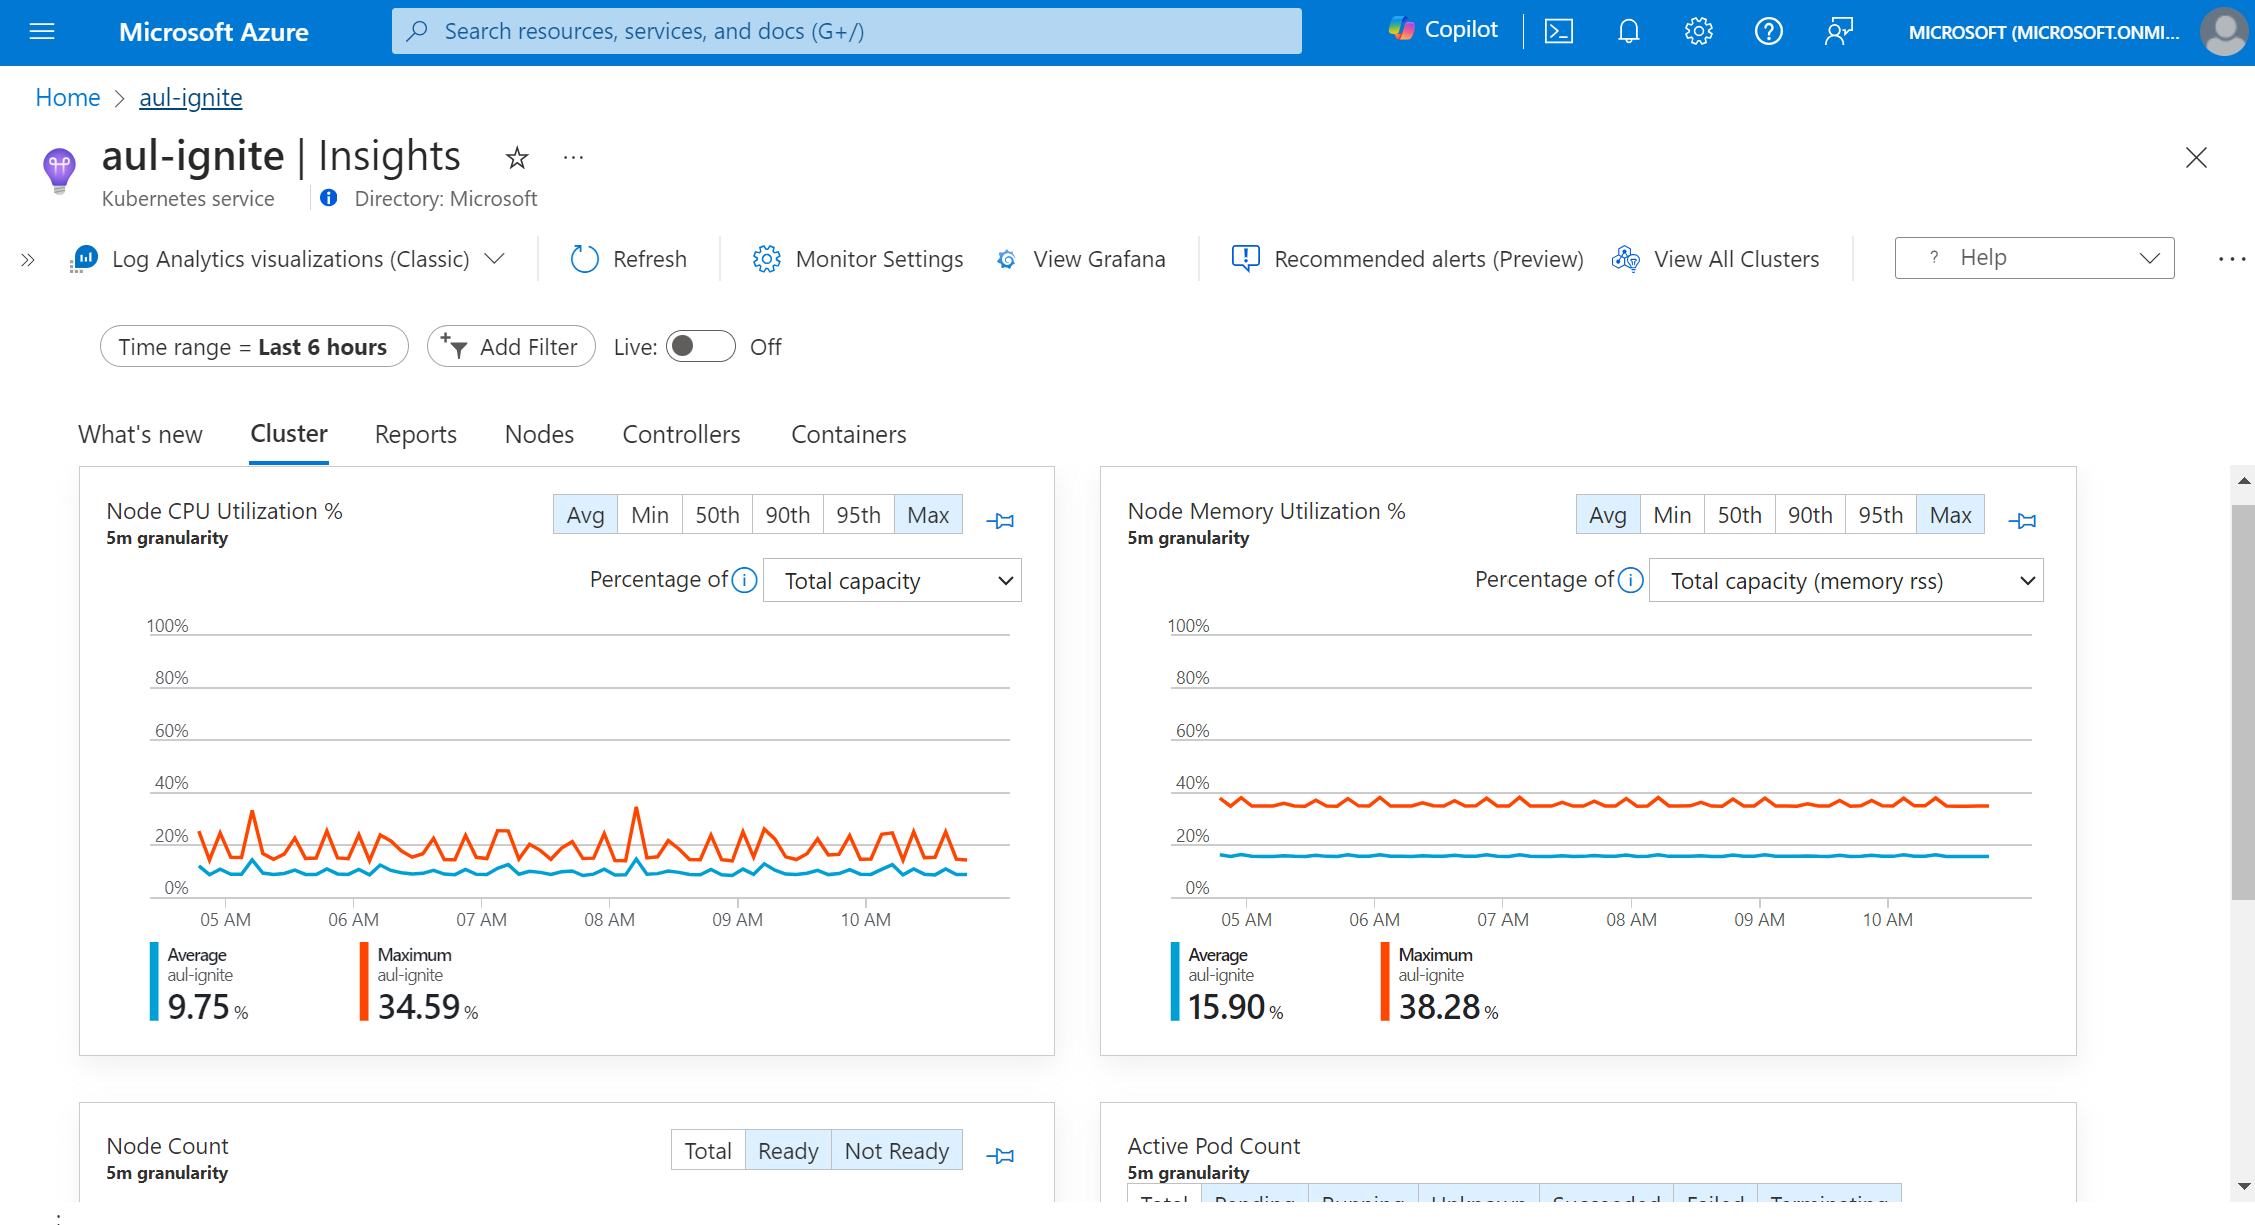 Microsoft Azure
Search resources, services, and docs (G+/)
Copilot
MICROSOFT (MICROSOFT.ONMI...
Home > aul-ignite
aul-ignite | Insights
Kubernetes service
Directory: Microsoft
Log Analytics visualizations (Classic)
Refresh
Monitor Settings
View Grafana
Recommended alerts (Preview)
View All Clusters
? Help
Time range = Last 6 hours
Add Filter
Live:
Off
What's new
Cluster
Reports
Nodes
Controllers
Containers
Node CPU Utilization %
5m granularity
Avg Min 50th 90th 95th Max
Percentage of
Total capacity
100%
80%
60%
40%
20%
0%
05 AM 06 AM 07 AM 08 AM 09 AM 10 AM
Average
aul-ignite
9.75 %
Maximum
aul-ignite
34.59 %
Node Memory Utilization %
5m granularity
Avg Min 50th 90th 95th Max
Percentage of
Total capacity (memory rss)
100%
80%
60%
40%
20%
0%
05 AM 06 AM 07 AM 08 AM 09 AM 10 AM
Average
aul-ignite
15.90 %
Maximum
aul-ignite
38.28 %
Node Count
5m granularity
Total Ready Not Ready
Active Pod Count
5m granularity
Total Pending Running Unknown Succeeded Failed Terminating